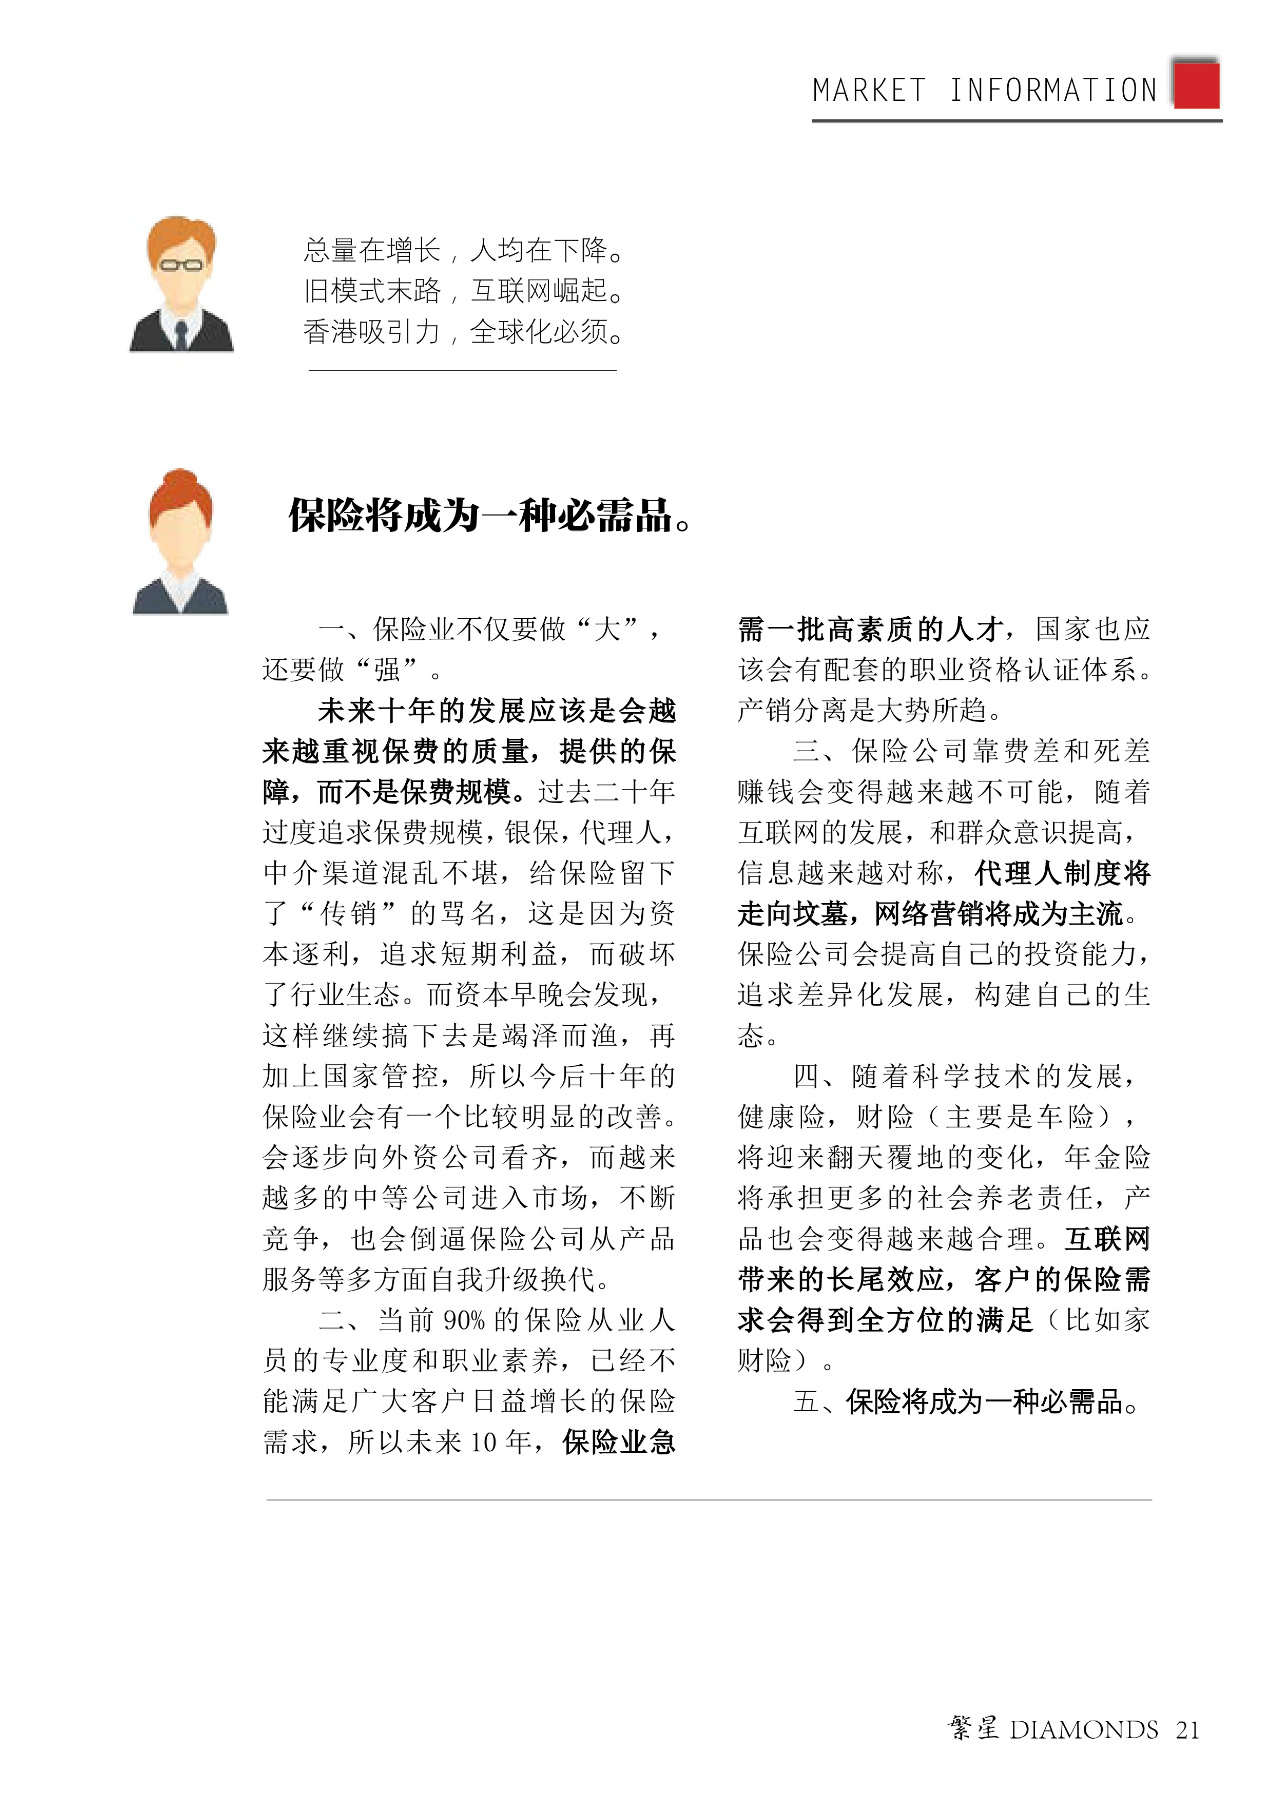 MARKET INFORMATION
总量在增长，人均在下降。
旧模式末路，互联网崛起。
香港吸引力，全球化必须。
保险将成为一种必需品。
一、保险业不仅要做“大”，
还要做“强”。
未来十年的发展应该是会越
来越重视保费的质量，提供的保
障，而不是保费规模。过去二十年
过度追求保费规模，银保，代理人，
中介渠道混乱不堪，给保险留下
了“传销”的骂名，这是因为资
本逐利，追求短期利益，而破坏
了行业生态。而资本早晚会发现，
这样继续搞下去是竭泽而渔，再
加上国家管控，所以今后十年的
保险业会有一个比较明显的改善。
会逐步向外资公司看齐，而越来
越多的中等公司进入市场，不断
竞争，也会倒逼保险公司从产品
服务等多方面自我升级换代。
二、当前 90% 的保险从业人
员的专业度和职业素养，已经不
能满足广大客户日益增长的保险
需求，所以未来 10 年，保险业急
需一批高素质的人才，国家也应
该会有配套的职业资格认证体系。
产销分离是大势所趋。
三、保险公司靠费差和死差
赚钱会变得越来越不可能，随着
互联网的发展，和群众意识提高，
信息越来越对称，代理人制度将
走向坟墓，网络营销将成为主流。
保险公司会提高自己的投资能力，
追求差异化发展，构建自己的生
态。
四、随着科学技术的发展，
健康险，财险（主要是车险），
将迎来翻天覆地的变化，年金险
将承担更多的社会养老责任，产
品也会变得越来越合理。互联网
带来的长尾效应，客户的保险需
求会得到全方位的满足（比如家
财险）。
五、保险将成为一种必需品。
繁星 DIAMONDS 21